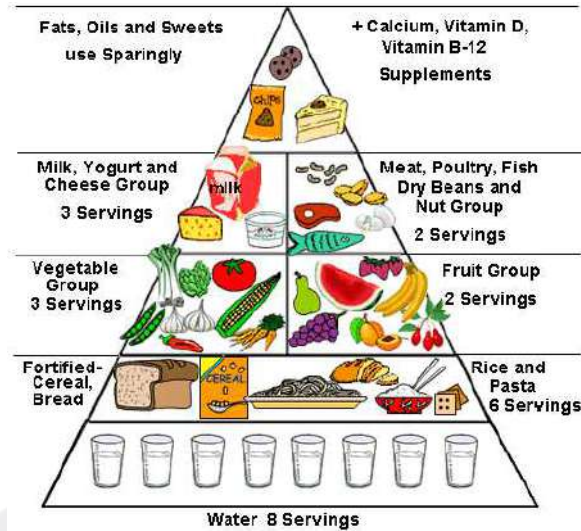 Fats, Oils and Sweets
use Sparingly
+ Calcium, Vitamin D,
Vitamin B-12
Supplements
Chips
Milk, Yogurt and
Cheese Group
3 Servings
milk
Meat, Poultry, Fish
Dry Beans and
Nut Group
2 Servings
Vegetable
Group
3 Servings
Fruit Group
2 Servings
Fortified-
Cereal,
Bread
CEREAL
Rice and
Pasta
6 Servings
Water 8 Servings